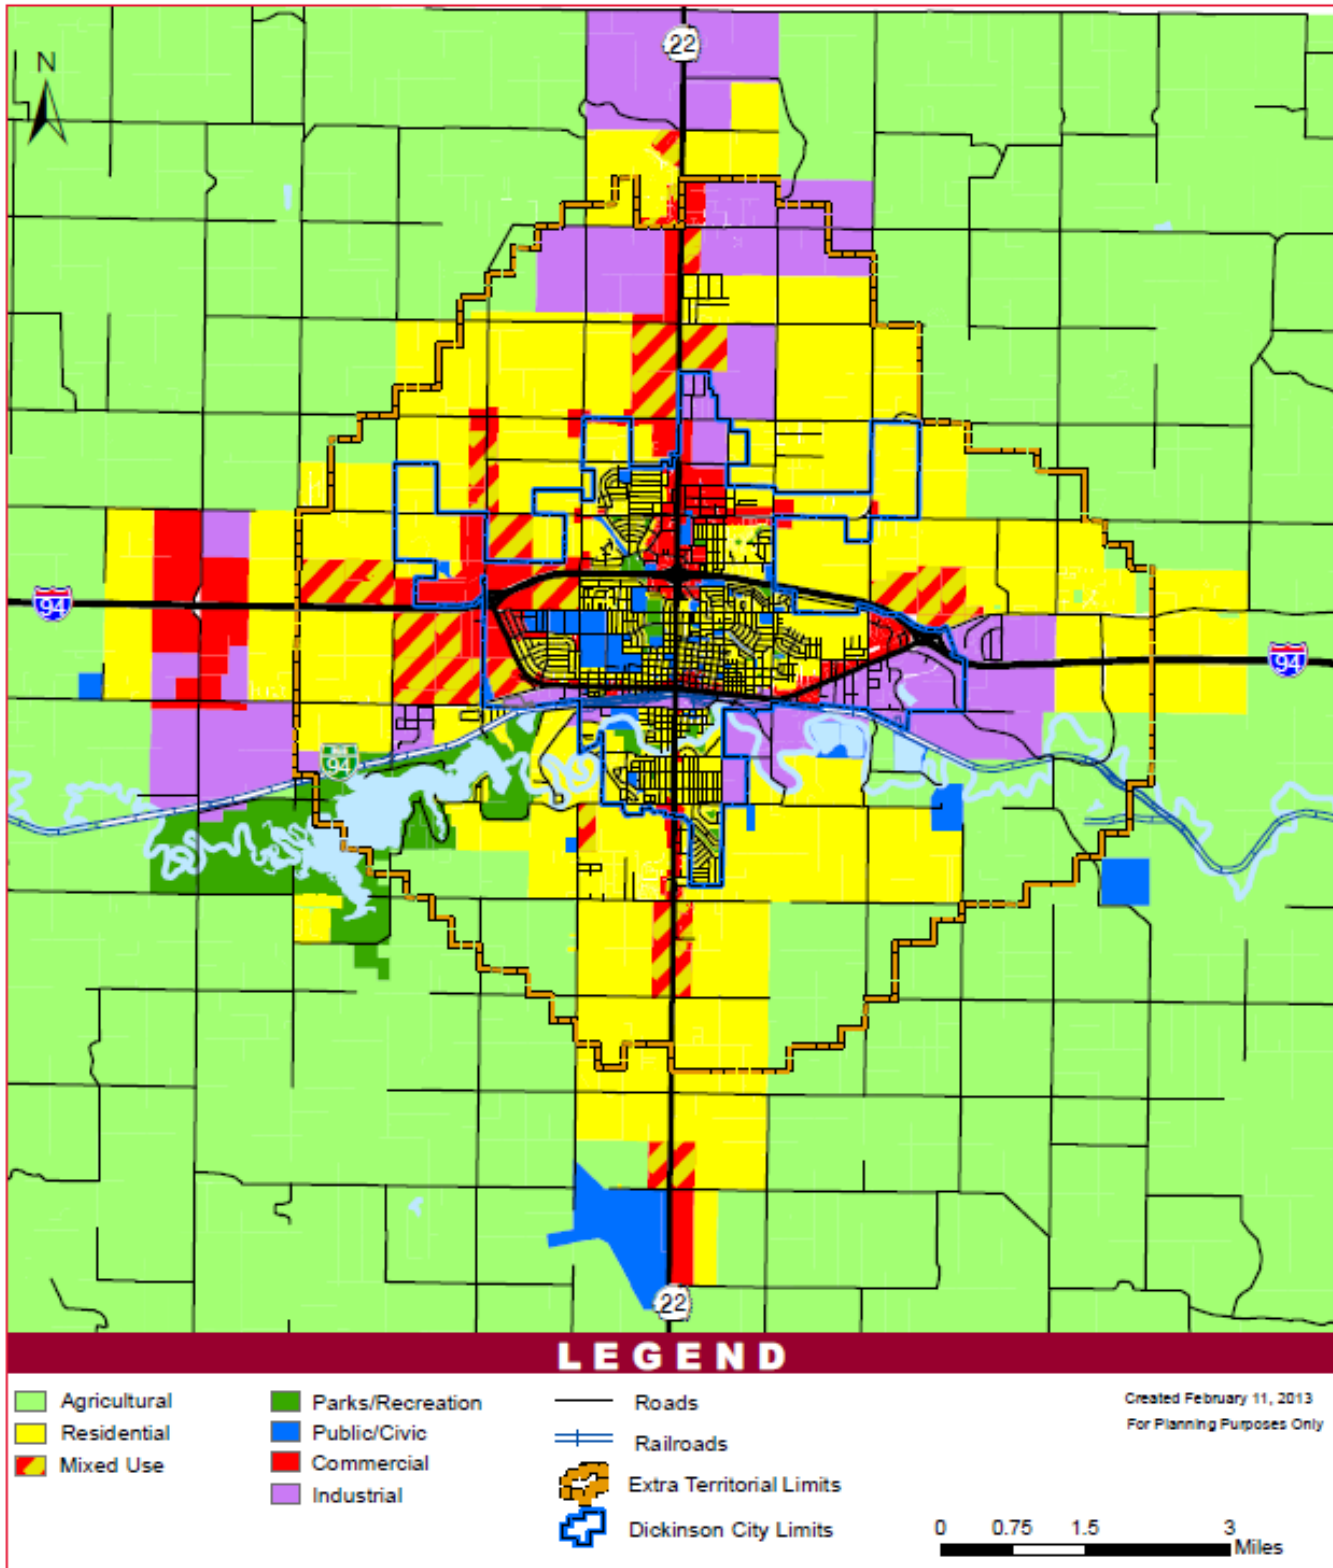 22
N
94
94
94
22
LEGEND
Agricultural
Residential
Mixed Use
Parks/Recreation
Public/Civic
Commercial
Industrial
Roads
Railroads
Extra Territorial Limits
Dickinson City Limits
Created February 11, 2013
For Planning Purposes Only
0 0.75 1.5 3
Miles